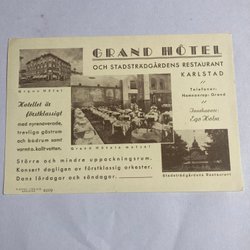 GRAND HÔTEL
OCH STADSTRÄDGÅRDENS RESTAURANT
KARLSTAD
Telefoner:
Namnanrop: Grand
Innehavare:
Ego Holm
Grand Hôtel
Hotellet är
förstklassigt
med nyrenoverade,
trevliga gästrum
och badrum samt
varmt o. kallt vatten.
Grand Hôtels matsal
Större och mindre uppackningsrum.
Konsert dagligen av förstklassig orkester.
Dans lördagar och söndagar.
Stadsträdgårdens Restaurant